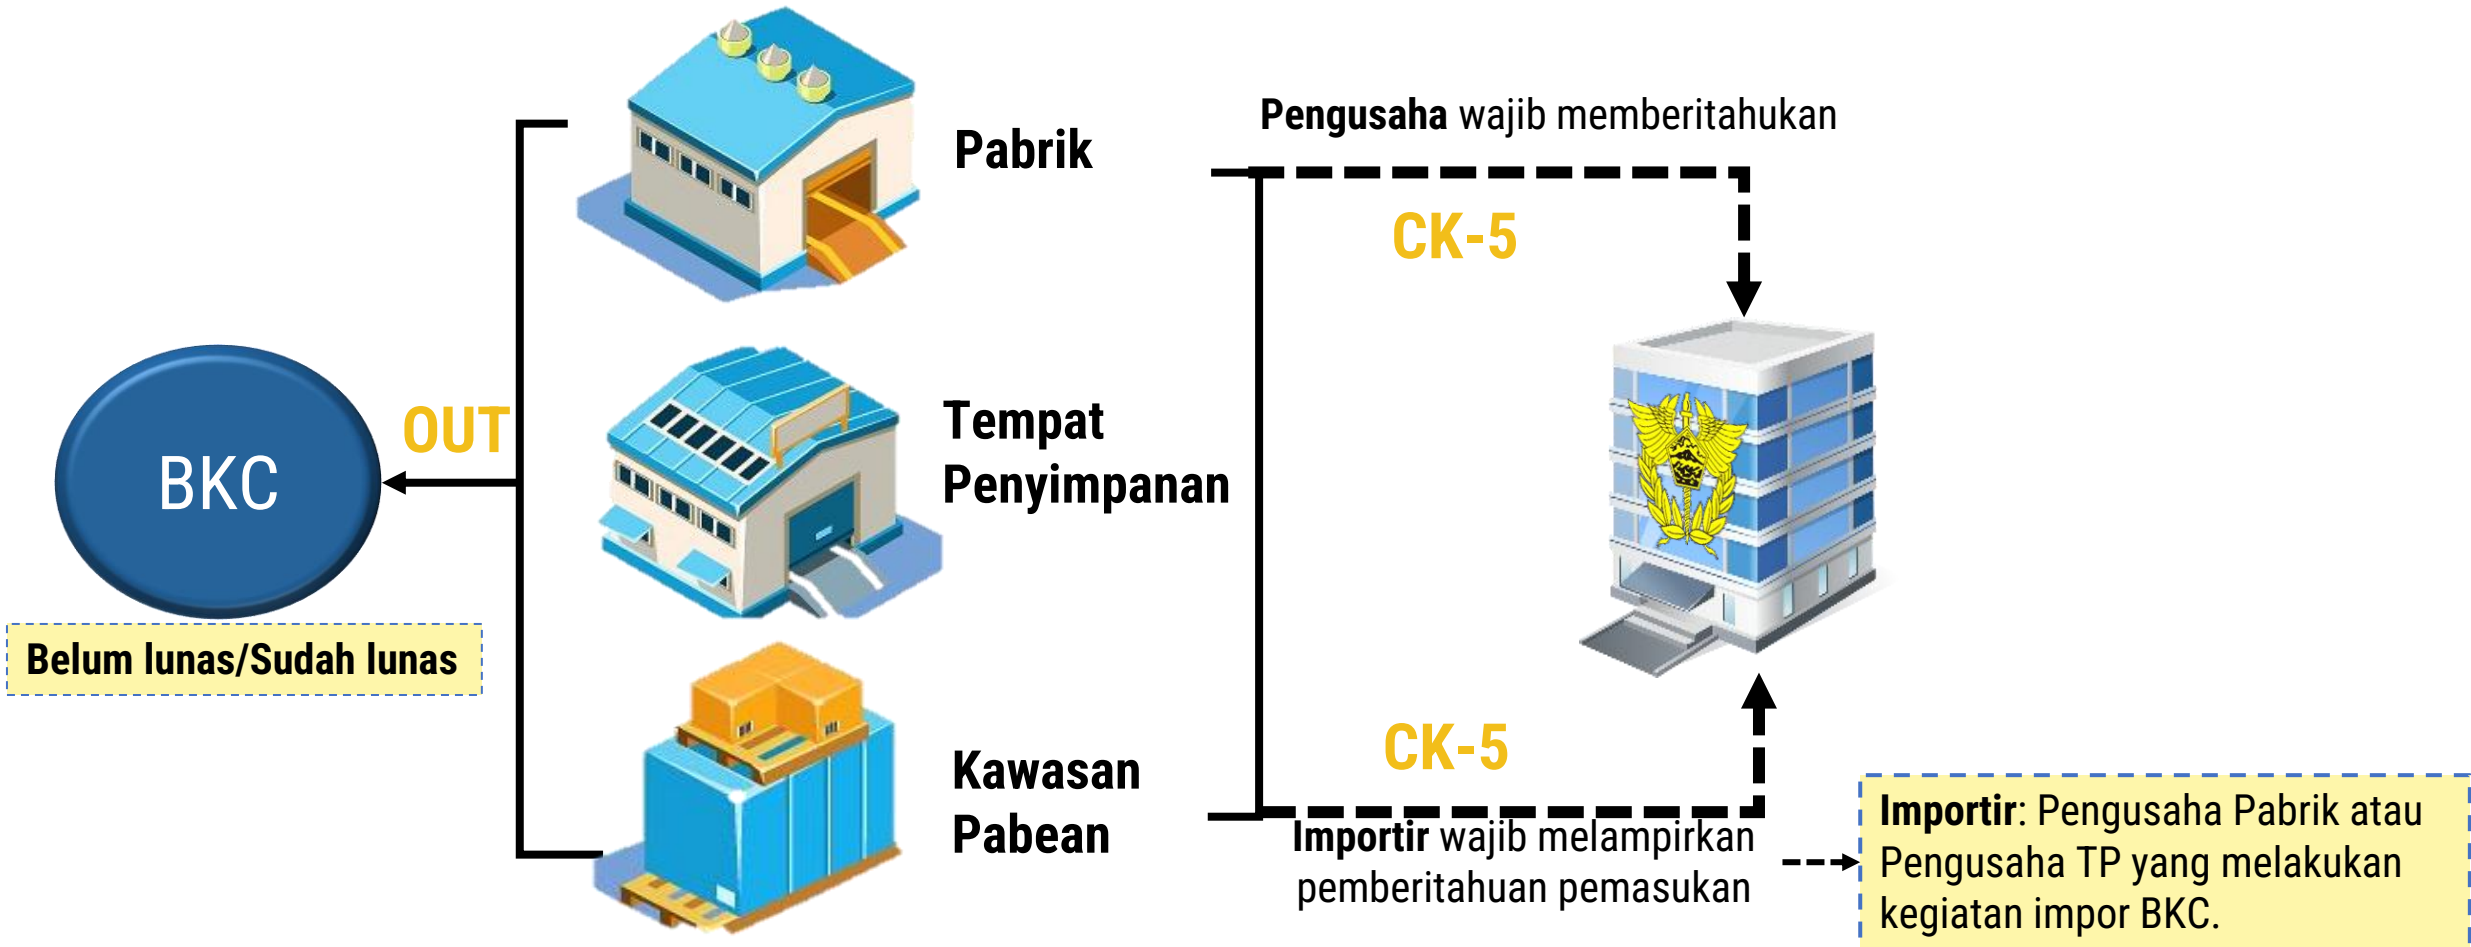 Pabrik
Pengusaha wajib memberitahukan
CK-5
BKC
OUT
Belum lunas/Sudah lunas
Tempat
Penyimpanan
Kawasan
Pabean
CK-5
Importir wajib melampirkan
pemberitahuan pemasukan
Importir: Pengusaha Pabrik atau
Pengusaha TP yang melakukan
kegiatan impor BKC.